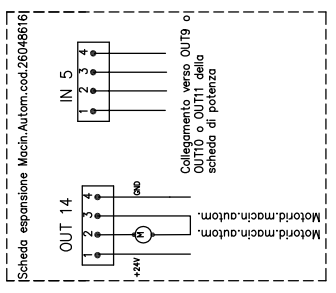 Scheda espansione Macin.Autom.cod.26048616
IN 5
1 2 3 4
Collegamento verso OUT9 o
OUT10 o OUT11 della
scheda di potenza
OUT 14
1 2 3 4
+24V
M
GND
Motorid.macin.autom.
Motorid.macin.autom.